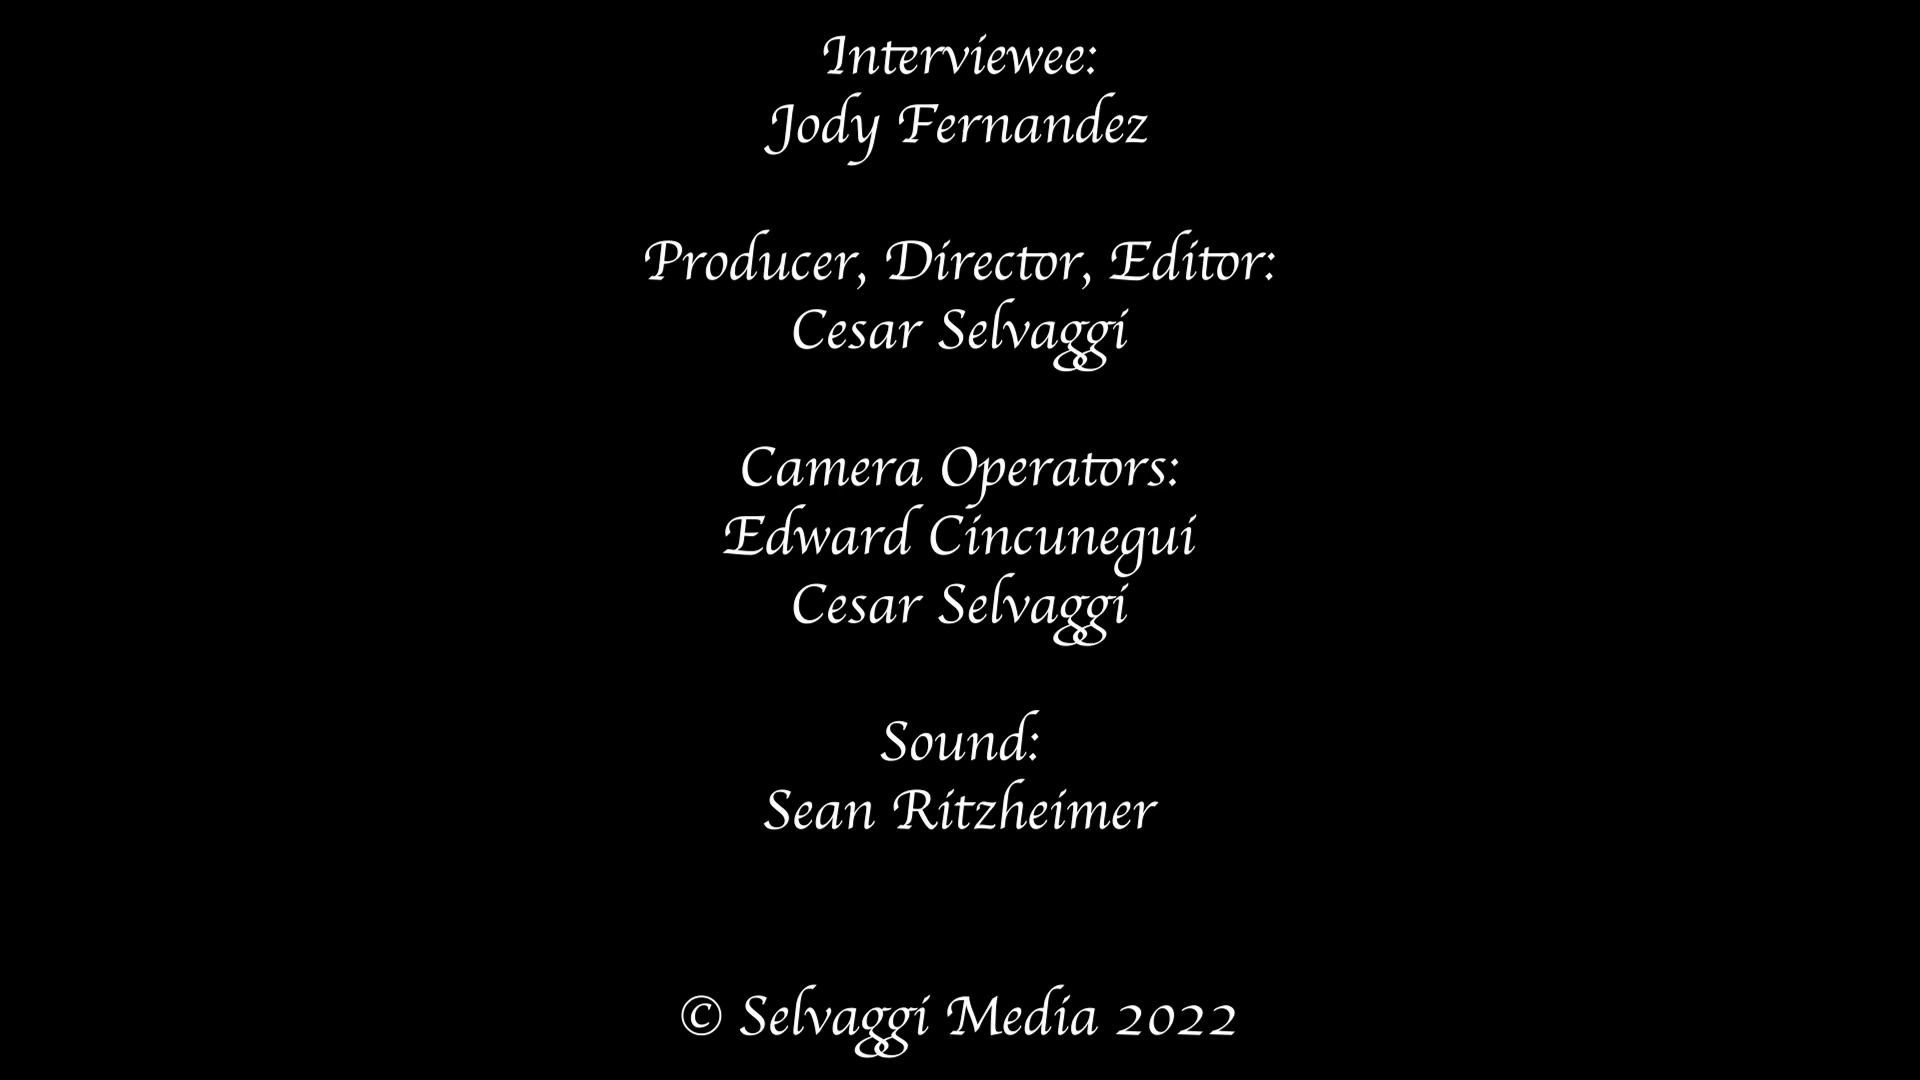 Interviewee:
Jody Fernandez
Producer, Director, Editor:
Cesar Selvaggi
Camera Operators:
Edward Cincunegui
Cesar Selvaggi
Sound:
Sean Ritzheimer
© Selvaggi Media 2022